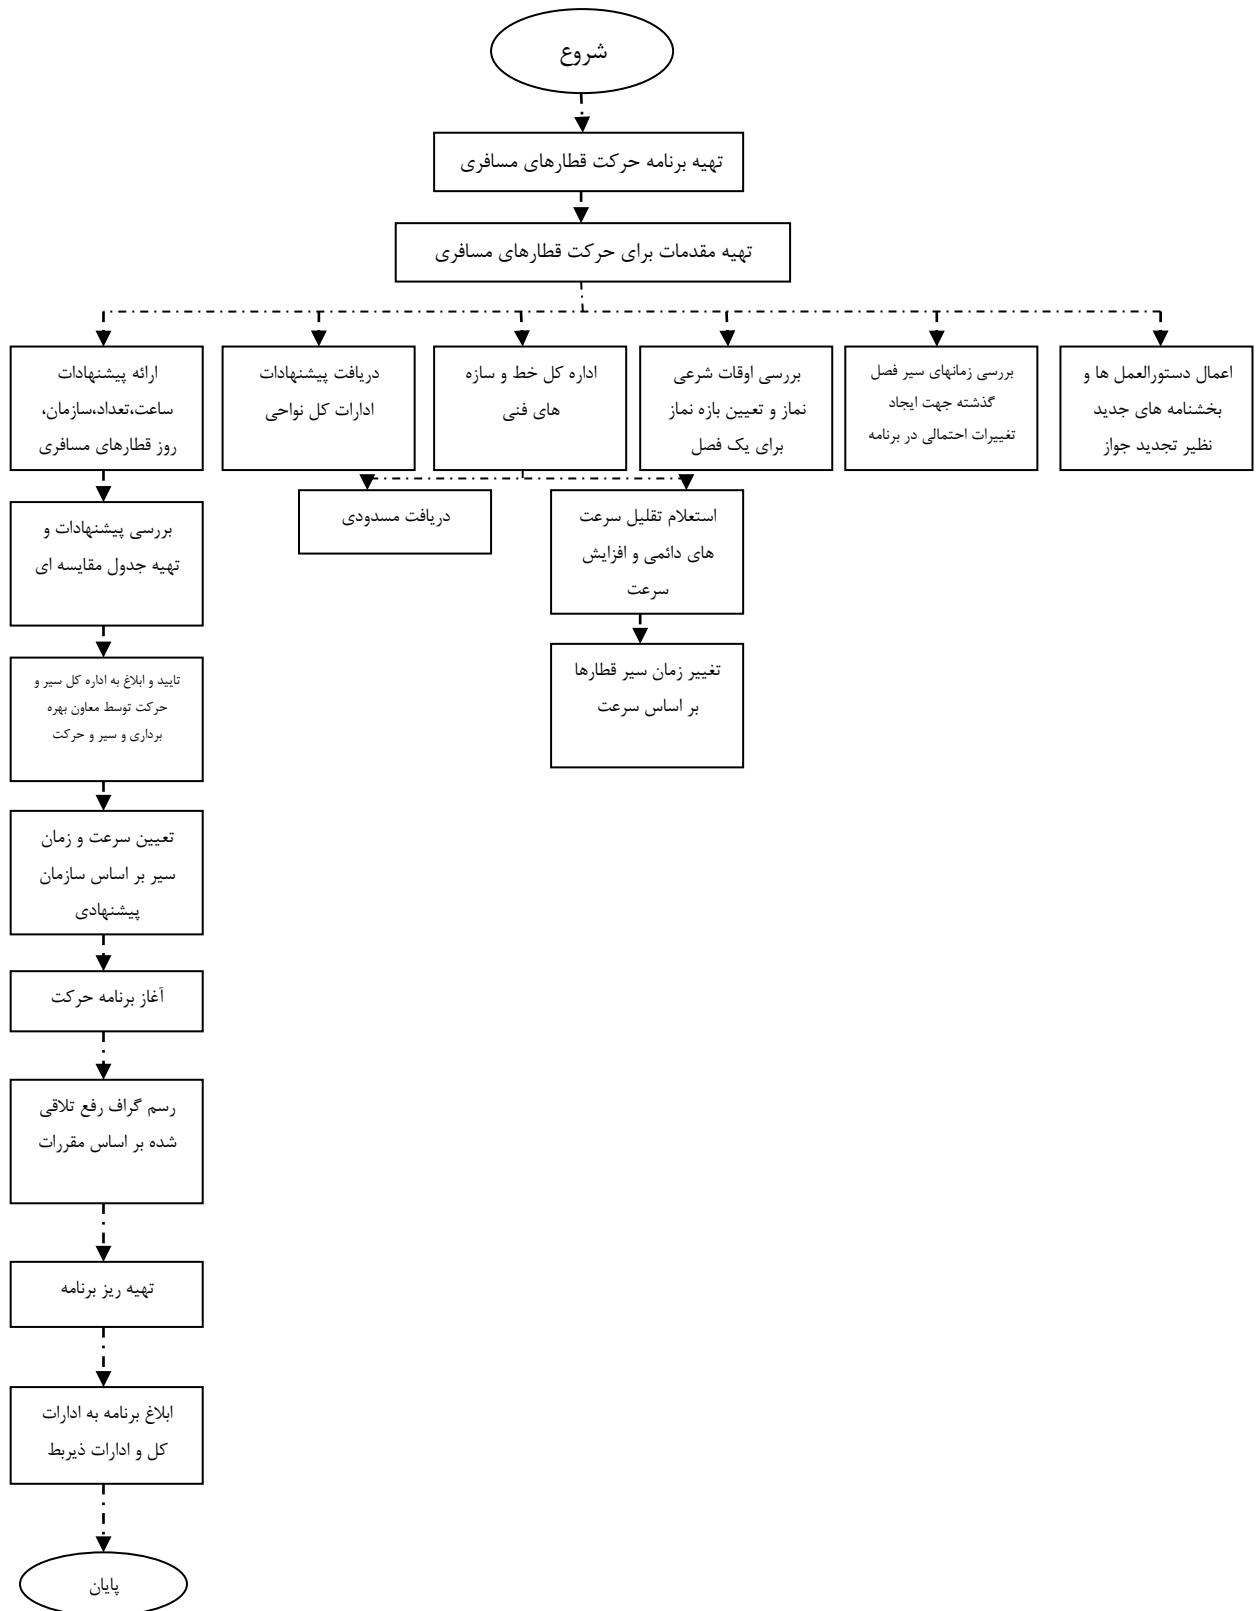 شروع
تهیه برنامه حرکت قطارهای مسافری
تهیه مقدمات برای حرکت قطارهای مسافری
اعمال دستورالعمل ها و
بخشنامه های جدید
نظیر تجدید جواز
بررسی زمانهای سیر فصل
گذشته جهت ایجاد
تغییرات احتمالی در برنامه
بررسی اوقات شرعی
نماز و تعیین بازه نماز
برای یک فصل
اداره کل خط و سازه
های فنی
دریافت پیشنهادات
ادارات کل نواحی
ارائه پیشنهادات
ساعت،تعداد،سازمان،
روز قطارهای مسافری
استعلام تقلیل سرعت
های دائمی و افزایش
سرعت
دریافت مسدودی
بررسی پیشنهادات و
تهیه جدول مقایسه ای
تغییر زمان سیر قطارها
بر اساس سرعت
تایید و ابلاغ به اداره کل سیر و
حرکت توسط معاون بهره
برداری و سیر و حرکت
تعیین سرعت و زمان
سیر بر اساس سازمان
پیشنهادی
آغاز برنامه حرکت
رسم گراف رفع تلاقی
شده بر اساس مقررات
تهیه ریز برنامه
ابلاغ برنامه به ادارات
کل و ادارات ذیربط
پایان